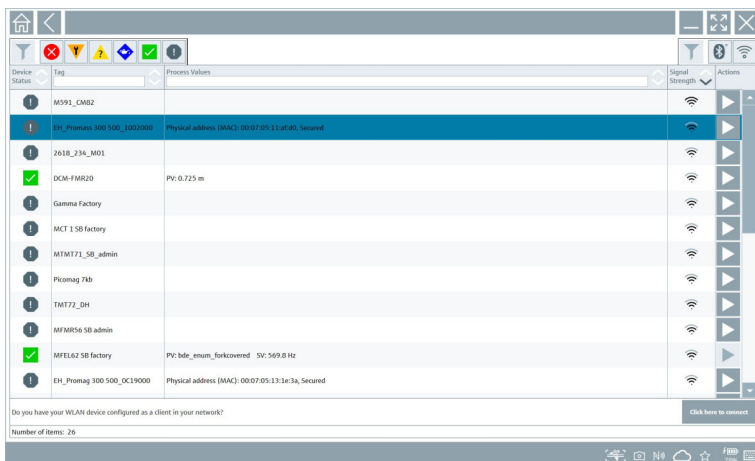 Device Status
Tag
Process Values
Signal Strength
Actions
M591_CM82
EH_Promass 300 500_1002000 Physical address (MAC): 00:07:05:11:af:d0, Secured
2618_234_M01
DCM-FMR20 PV: 0.725 m
Gamma Factory
MCT 1 SB factory
MTMT71_SB_admin
Picomag 7kb
TMT72_DH
MFMR56 SB admin
MFEL62 SB factory PV: bde_enum_forkcovered SV: 569.8 Hz
EH_Promag 300 500_0C19000 Physical address (MAC): 00:07:05:13:1e:3a, Secured
Do you have your WLAN device configured as a client in your network? Click here to connect
Number of items: 26